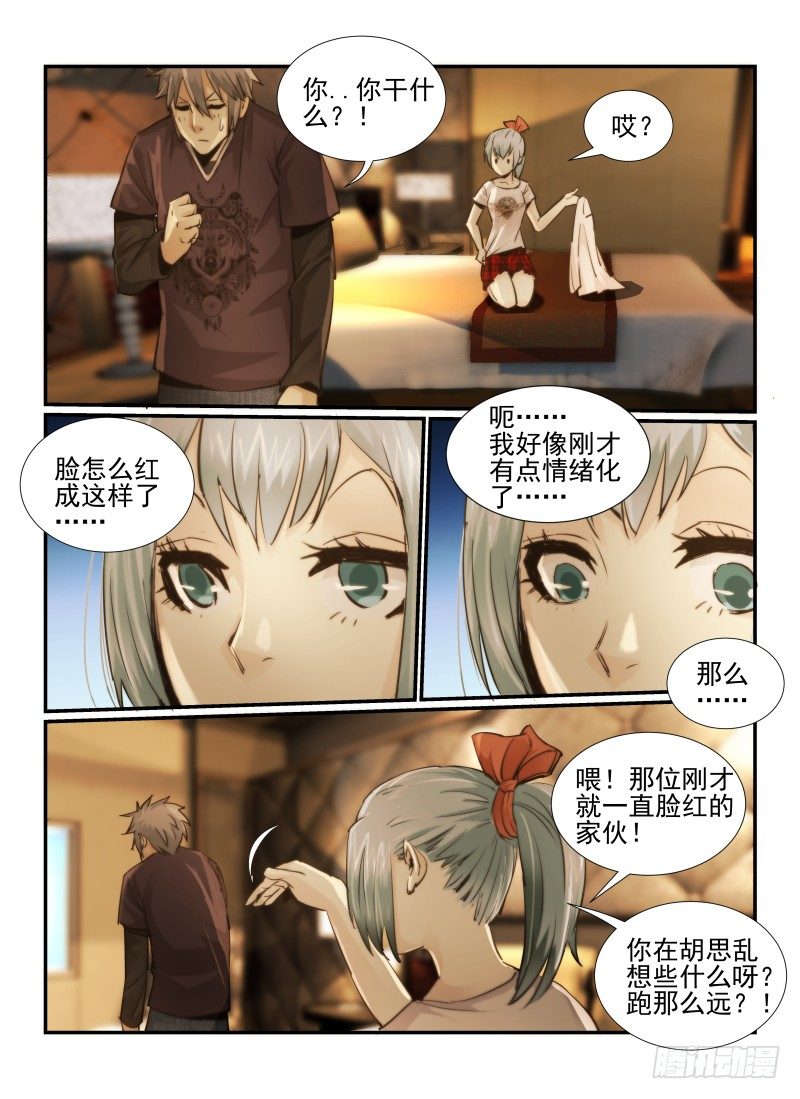 你..你干什
么？！
哎？
脸怎么红
成这样了
……
呃……
我好像刚才
有点情绪化
了……
那么
……
喂！那位刚才
就一直脸红的
家伙！
你在胡思乱
想些什么呀？
跑那么远？！
腾讯动漫